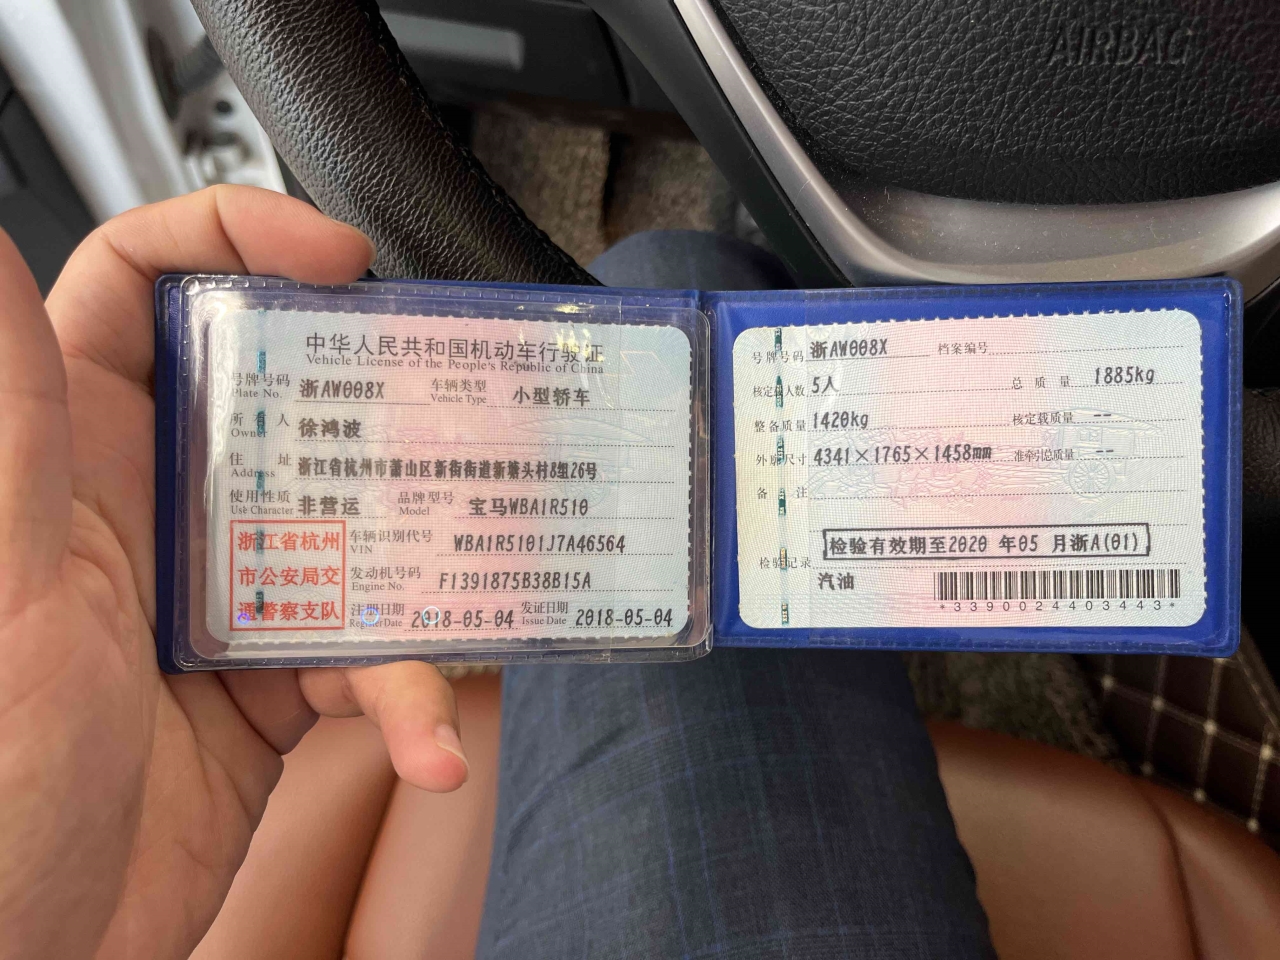 AIRBAG
中华人民共和国机动车行驶证
Vehicle License of the People's Republic of China
号牌号码 浙AW008X 车辆类型 小型轿车
Plate No. Vehicle Type
所有人 徐鸿波
Owner
住址 浙江省杭州市萧山区新街街道新塘头村8组26号
Address
使用性质 非营运 品牌型号 宝马WBA1R510
Use Character Model
浙江省杭州
市公安局交
通警察支队
车辆识别代号 WBA1R5101J7A46564
VIN
发动机号码 F1391875B38B15A
Engine No.
注册日期 2018-05-04 发证日期 2018-05-04
Register Date Issue Date
号牌号码 浙AW008X 档案编号
核定载人数 5人 总质量 1885kg
整备质量 1420kg 核定载质量 --
外廓尺寸 4341×1765×1458mm 准牵引总质量 --
备注
检验有效期至2020年05月浙A(01)
检验记录
汽油
*3390024403443*